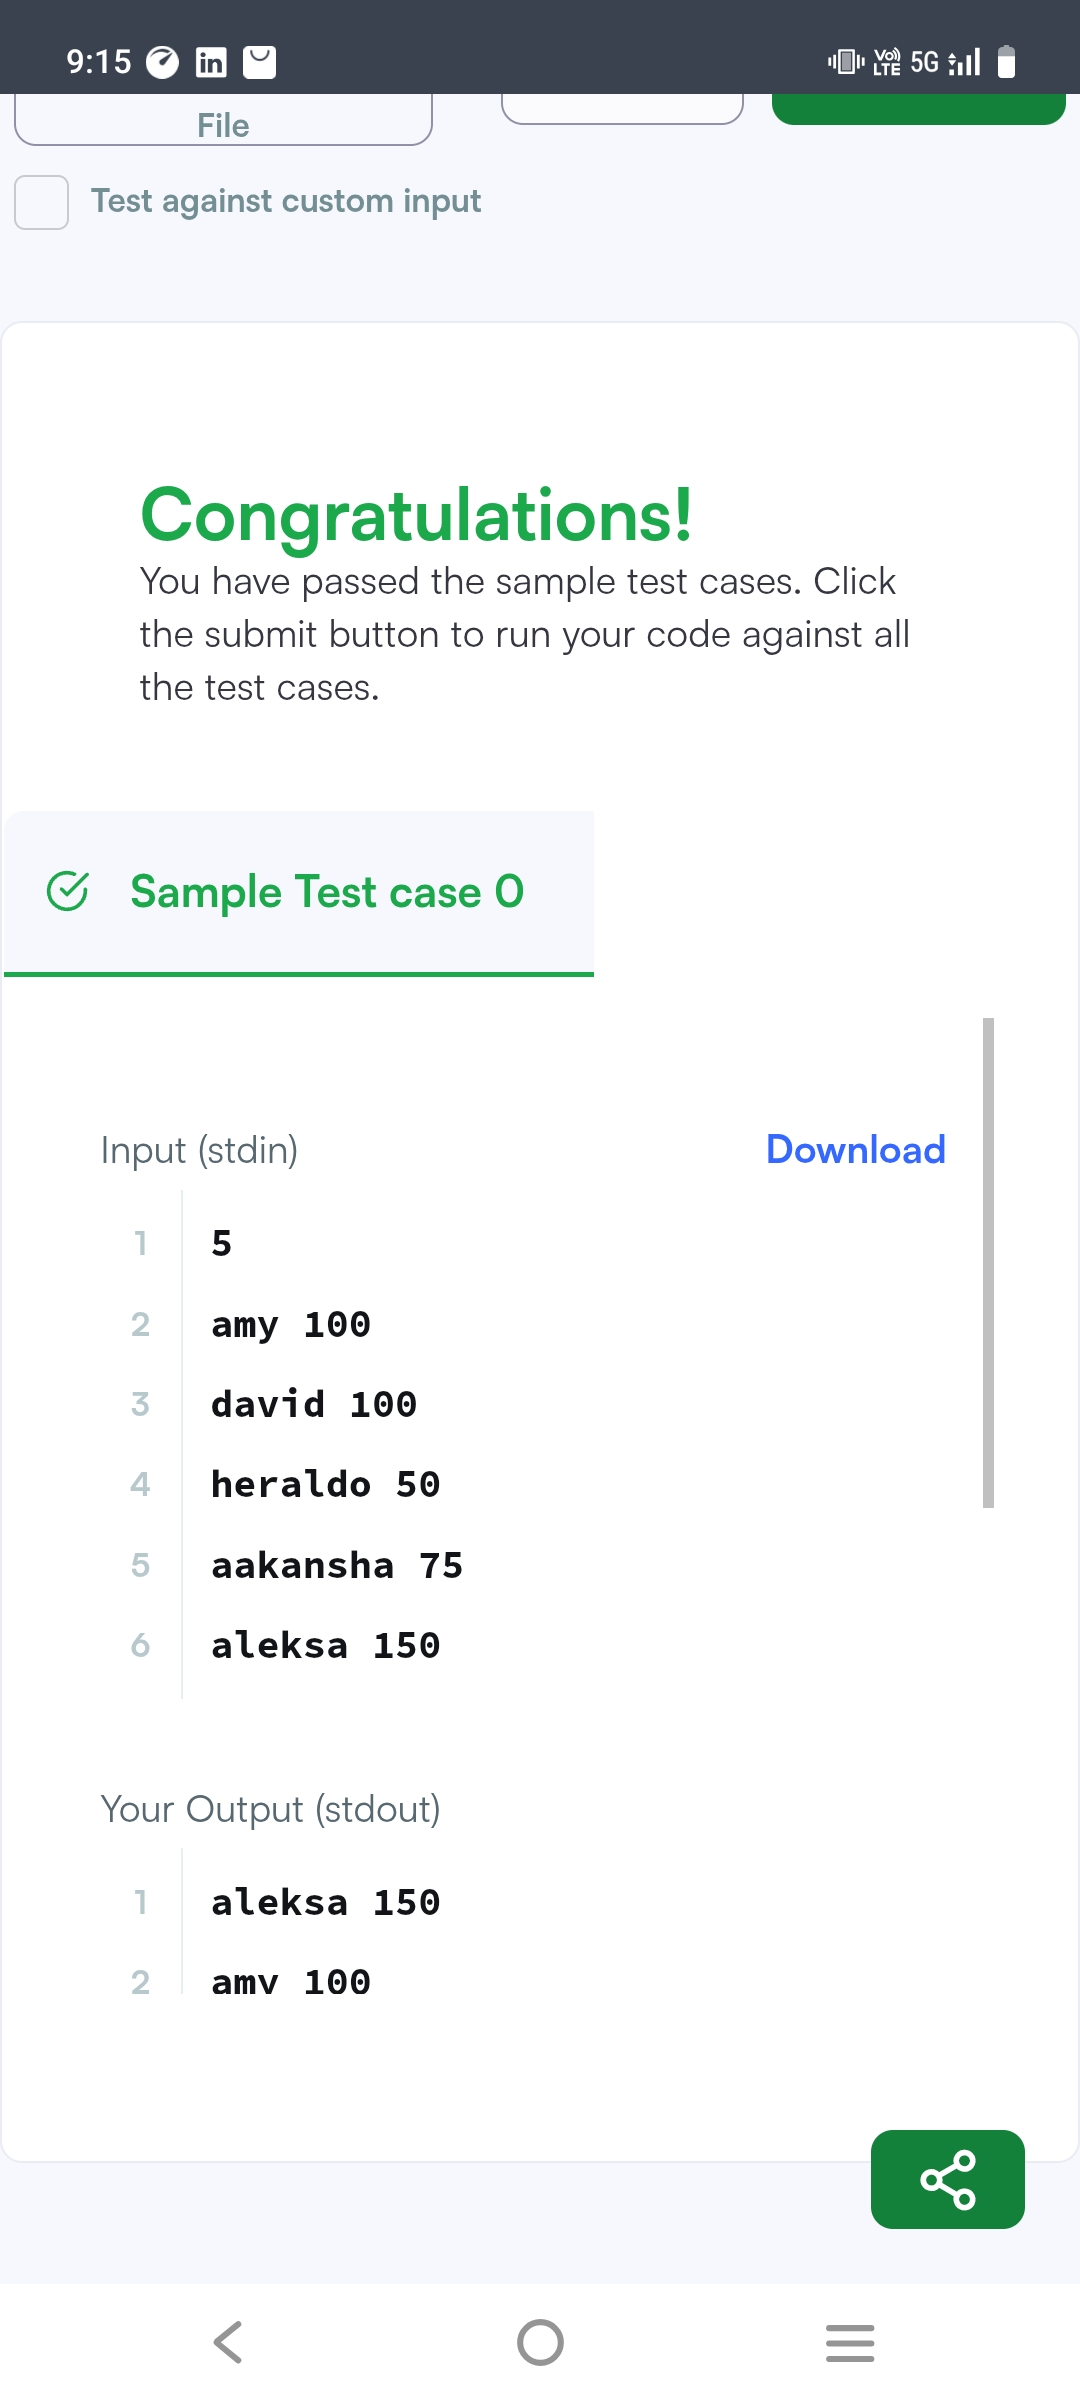 9:15 in Vo)) LTE 5G
File
Test against custom input
Congratulations!
You have passed the sample test cases. Click
the submit button to run your code against all
the test cases.
Sample Test case 0
Input (stdin) Download
1 5
2 amy 100
3 david 100
4 heraldo 50
5 aakansha 75
6 aleksa 150
Your Output (stdout)
1 aleksa 150
2 amy 100